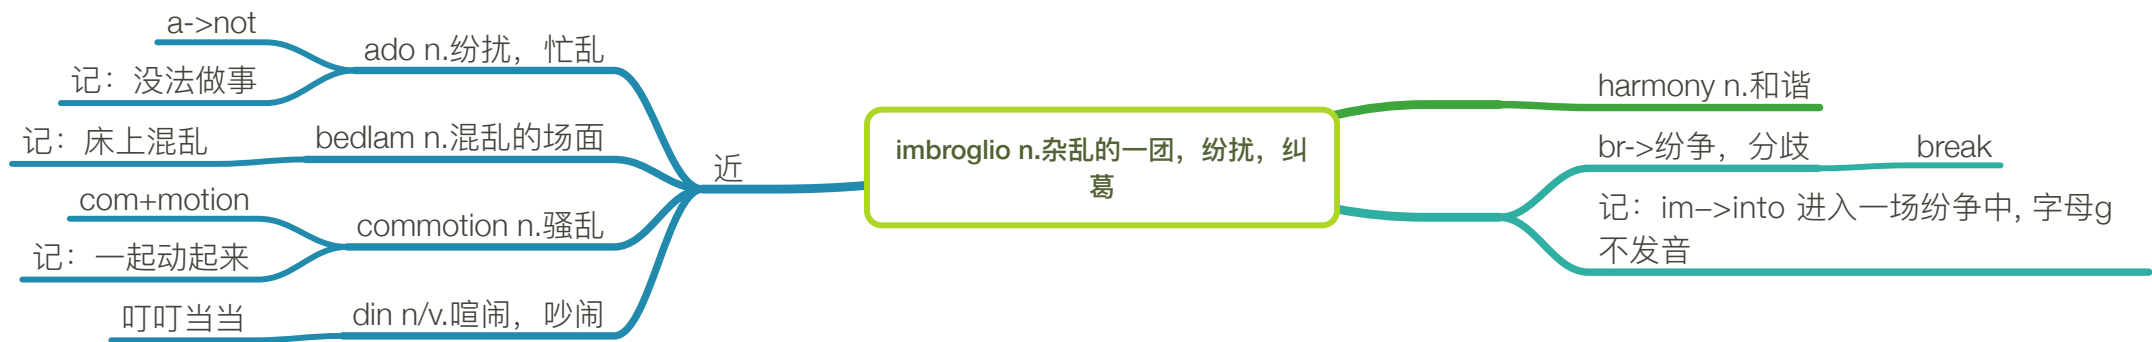 a->not
记：没法做事
ado n.纷扰，忙乱
记：床上混乱
bedlam n.混乱的场面
com+motion
记：一起动起来
commotion n.骚乱
叮叮当当
din n/v.喧闹，吵闹
近
imbroglio n.杂乱的一团，纷扰，纠
葛
harmony n.和谐
br->纷争，分歧
break
记：im–>into 进入一场纷争中, 字母g
不发音